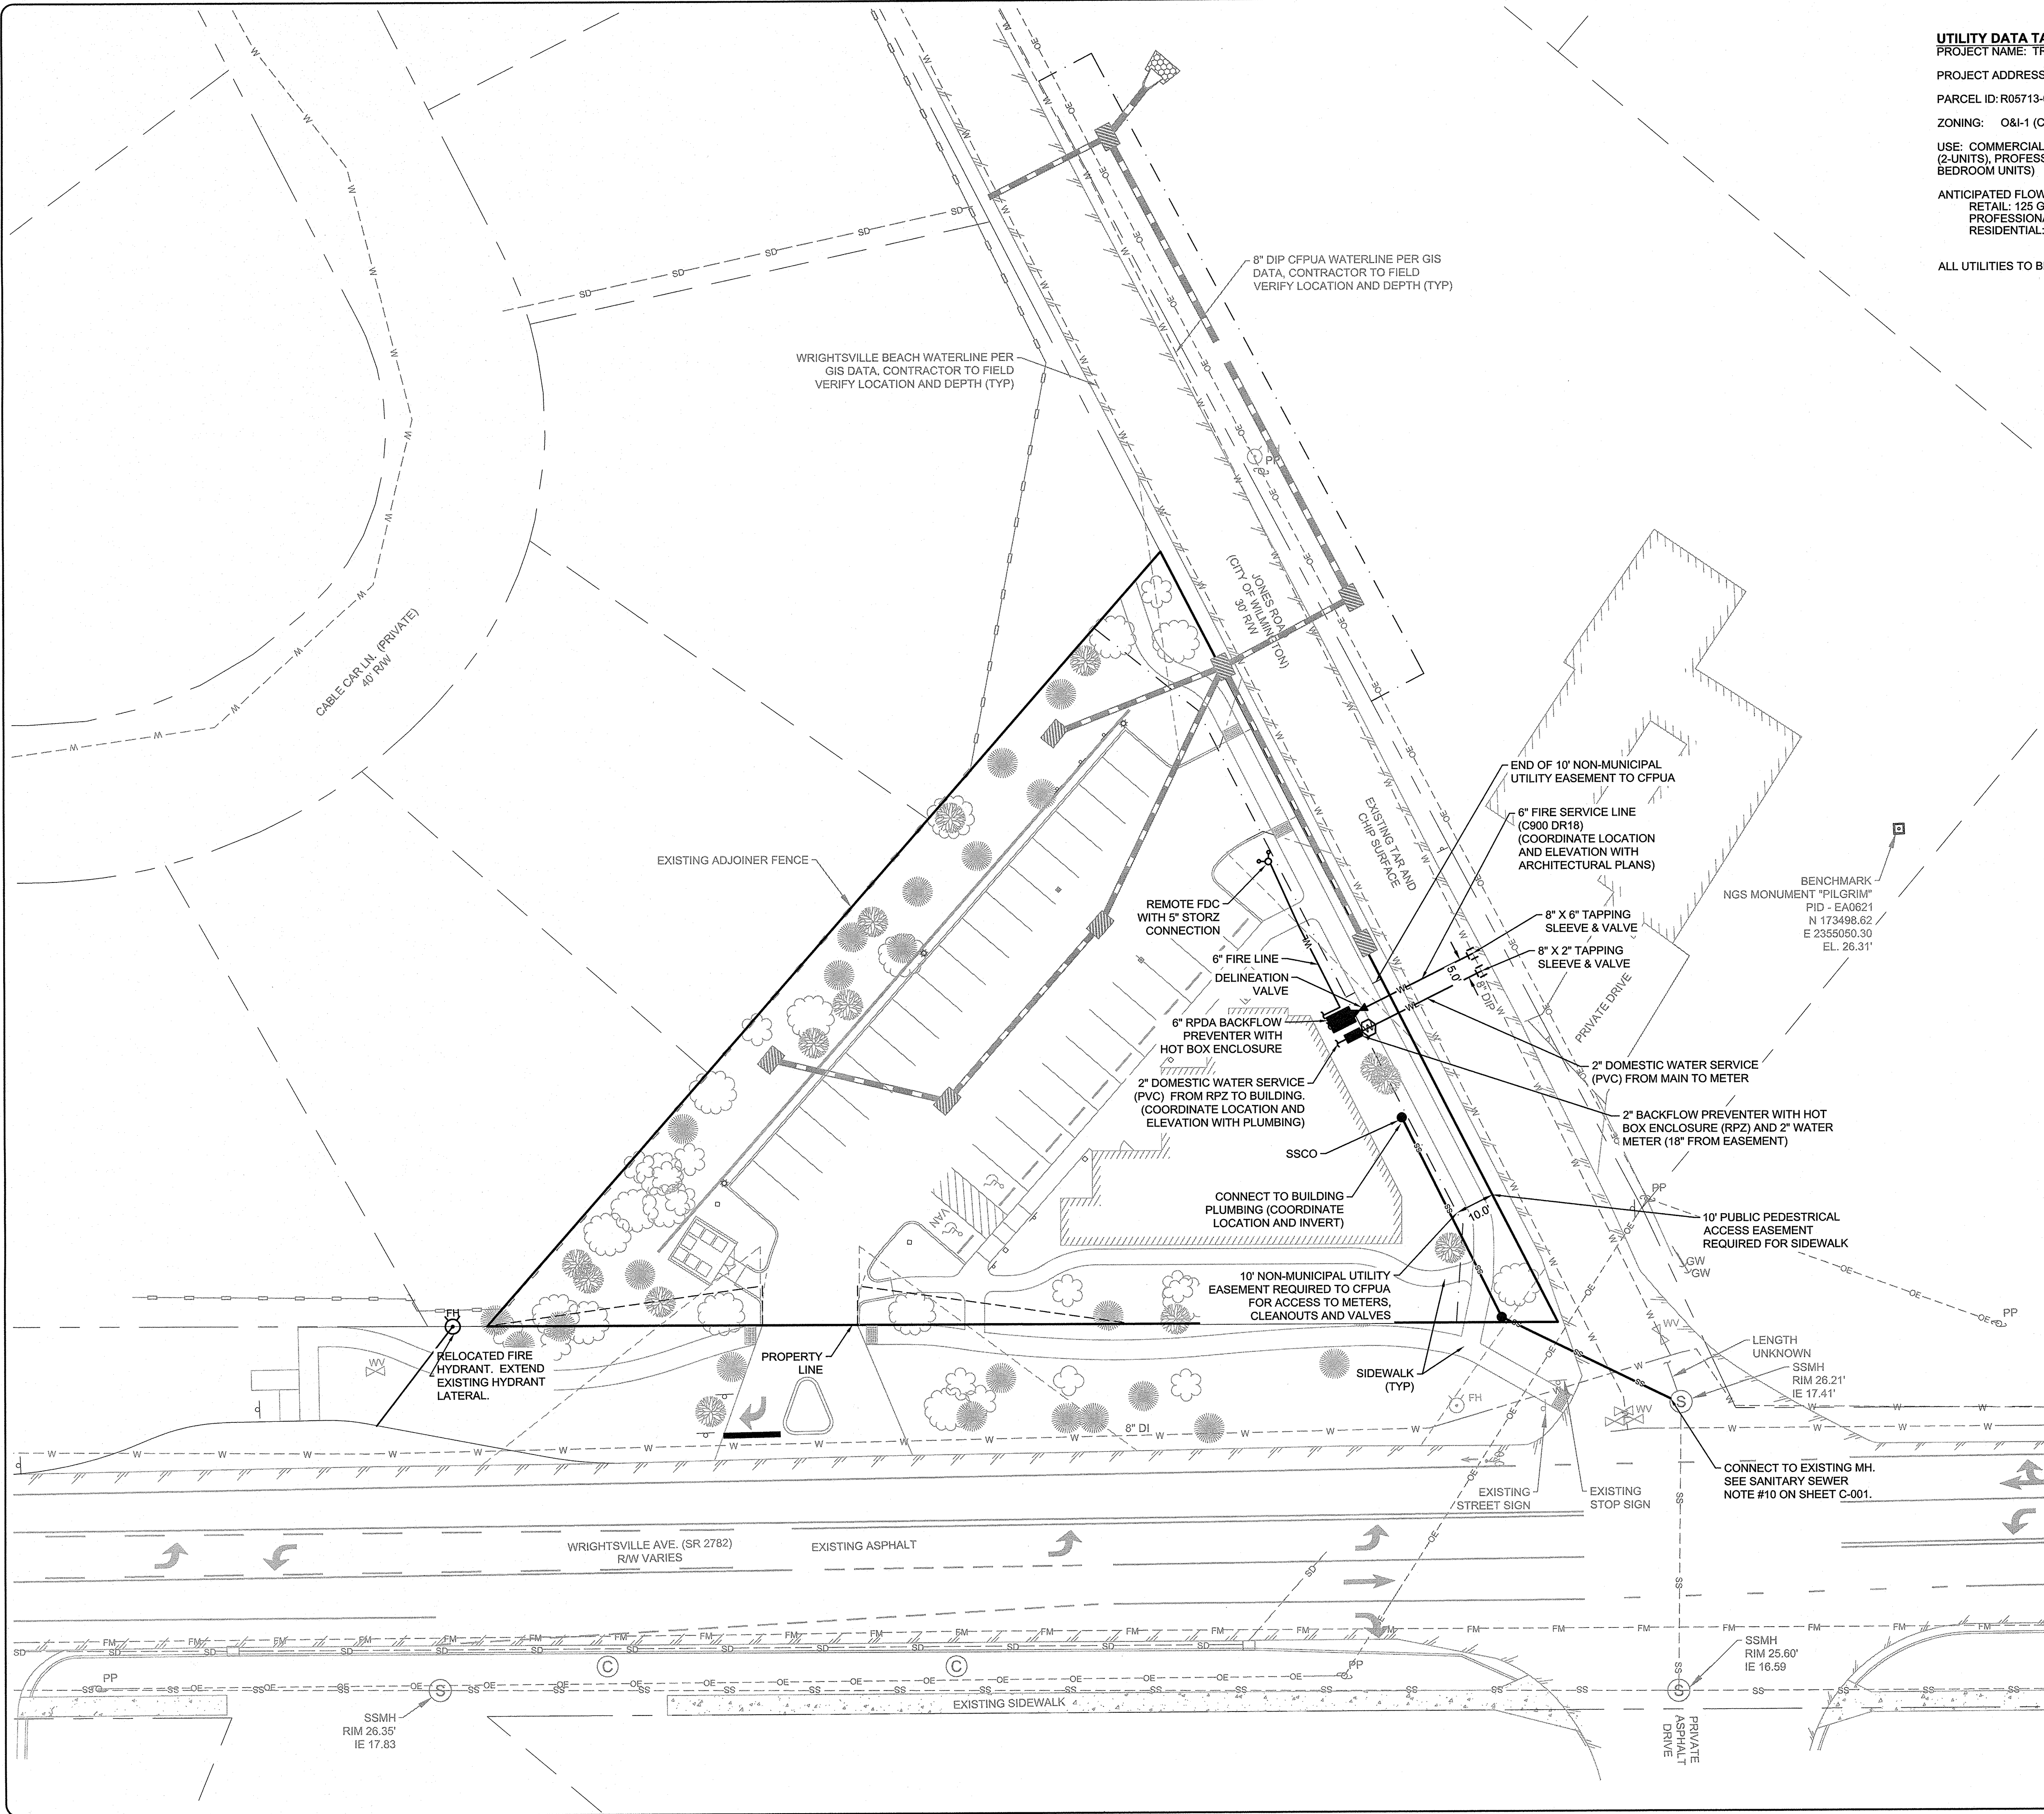 UTILITY DATA
PROJECT NAME:
PROJECT ADDRESS
PARCEL ID: R05713-
ZONING: O&I-1
USE: COMMERCIAL
(2-UNITS),
BEDROOM UNITS)
ANTICIPATED
RETAIL: 125
RESIDENTIAL:
ALL UTILITIES TO
8" DIP CFPUA WATERLINE PER GIS
DATA, CONTRACTOR TO FIELD
VERIFY LOCATION AND DEPTH (TYP)
WRIGHTSVILLE BEACH WATERLINE PER
GIS DATA, CONTRACTOR TO FIELD
VERIFY LOCATION AND DEPTH (TYP)
JONES ROAD
(CITY OF WILMINGTON)
30' R/W
CABLE CAR LN. (PRIVATE)
40' R/W
END OF 10' NON-MUNICIPAL
UTILITY EASEMENT TO CFPUA
6" FIRE SERVICE LINE
(C900 DR18)
(COORDINATE LOCATION
AND ELEVATION WITH
ARCHITECTURAL PLANS)
EXISTING TAR AND
CHIP SURFACE
EXISTING ADJOINER FENCE
BENCHMARK
NGS MONUMENT "PILGRIM"
PID - EA0621
N 173498.62
E 2355050.30
EL. 26.31'
REMOTE FDC
WITH 5" STORZ
CONNECTION
8" X 6" TAPPING
SLEEVE & VALVE
8" X 2" TAPPING
SLEEVE & VALVE
6" FIRE LINE
DELINEATION
VALVE
5.0'
8" DIP
PRIVATE DRIVE
6" RPDA BACKFLOW
PREVENTER WITH
HOT BOX ENCLOSURE
2" DOMESTIC WATER SERVICE
(PVC) FROM MAIN TO METER
2" DOMESTIC WATER SERVICE
(PVC) FROM RPZ TO BUILDING.
(COORDINATE LOCATION AND
ELEVATION WITH PLUMBING)
2" BACKFLOW PREVENTER WITH HOT
BOX ENCLOSURE (RPZ) AND 2" WATER
METER (18" FROM EASEMENT)
SSCO
CONNECT TO BUILDING
PLUMBING (COORDINATE
LOCATION AND INVERT)
VAN
10.0'
PP
10' PUBLIC PEDESTRICAL
ACCESS EASEMENT
REQUIRED FOR SIDEWALK
GW
GW
10' NON-MUNICIPAL UTILITY
EASEMENT REQUIRED TO CFPUA
FOR ACCESS TO METERS,
CLEANOUTS AND VALVES
FH
PP
WV
LENGTH
UNKNOWN
SSMH
RIM 26.21'
IE 17.41'
RELOCATED FIRE
HYDRANT. EXTEND
EXISTING HYDRANT
LATERAL.
WV
PROPERTY
LINE
SIDEWALK
(TYP)
FH
WV
8" DI
CONNECT TO EXISTING MH.
SEE SANITARY SEWER
NOTE #10 ON SHEET C-001.
EXISTING
STREET SIGN
EXISTING
STOP SIGN
WRIGHTSVILLE AVE. (SR 2782)
R/W VARIES
EXISTING ASPHALT
SSMH
RIM 25.60'
IE 16.59
PP
PP
EXISTING SIDEWALK
SSMH
RIM 26.35'
IE 17.83
PRIVATE
ASPHALT
DRIVE